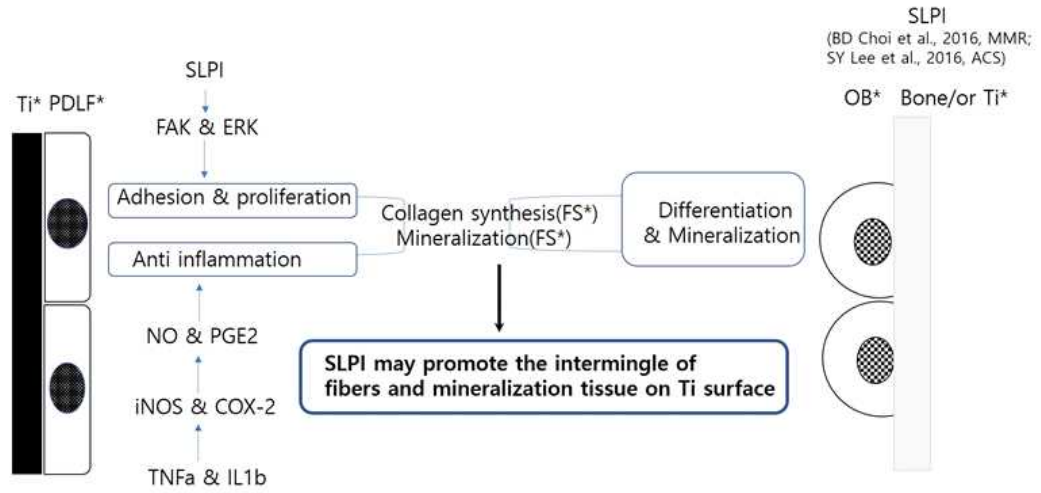 SLPI
(BD Choi et al., 2016, MMR;
SY Lee et al., 2016, ACS)
SLPI
Ti* PDLF*
OB* Bone/or Ti*
FAK & ERK
Adhesion & proliferation
Collagen synthesis(FS*)
Mineralization(FS*)
Differentiation
& Mineralization
Anti inflammation
NO & PGE2
SLPI may promote the intermingle of
fibers and mineralization tissue on Ti surface
iNOS & COX-2
TNFa & IL1b